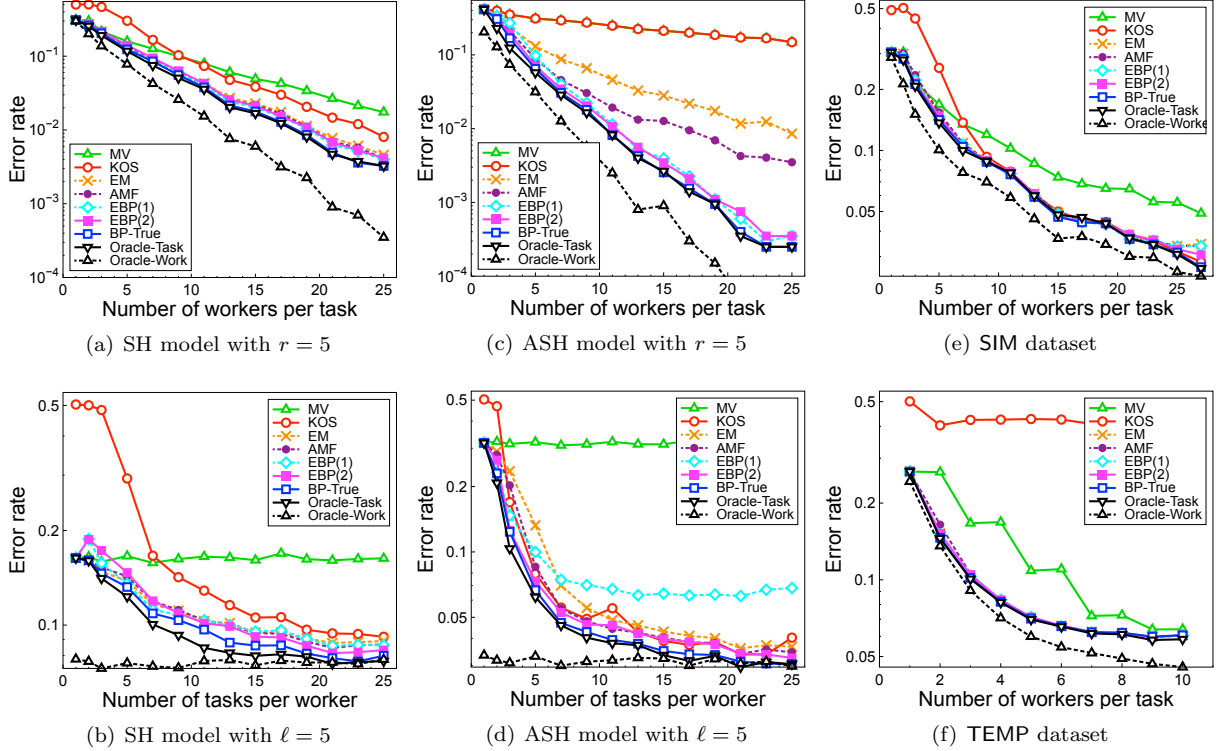 10⁻¹
10⁻²
10⁻³
10⁻⁴
Error rate
MV
KOS
EM
AMF
EBP(1)
EBP(2)
BP-True
Oracle-Task
Oracle-Work
0 5 10 15 20 25
Number of workers per task
(a) SH model with r = 5
10⁻¹
10⁻²
10⁻³
10⁻⁴
Error rate
MV
KOS
EM
AMF
EBP(1)
EBP(2)
BP-True
Oracle-Task
Oracle-Work
0 5 10 15 20 25
Number of workers per task
(c) ASH model with r = 5
0.5
0.2
0.1
0.05
Error rate
MV
KOS
EM
AMF
EBP(1)
EBP(2)
BP-True
Oracle-Task
Oracle-Worke
0 5 10 15 20 25
Number of workers per task
(e) SIM dataset
0.5
0.2
0.1
Error rate
MV
KOS
EM
AMF
EBP(1)
EBP(2)
BP-True
Oracle-Task
Oracle-Work
0 5 10 15 20 25
Number of tasks per worker
(b) SH model with ℓ = 5
0.5
0.2
0.1
0.05
Error rate
MV
KOS
EM
AMF
EBP(1)
EBP(2)
BP-True
Oracle-Task
Oracle-Work
0 5 10 15 20 25
Number of tasks per worker
(d) ASH model with ℓ = 5
0.5
0.2
0.1
0.05
Error rate
MV
KOS
EM
AMF
EBP(1)
EBP(2)
BP-True
Oracle-Task
Oracle-Work
0 2 4 6 8 10
Number of workers per task
(f) TEMP dataset